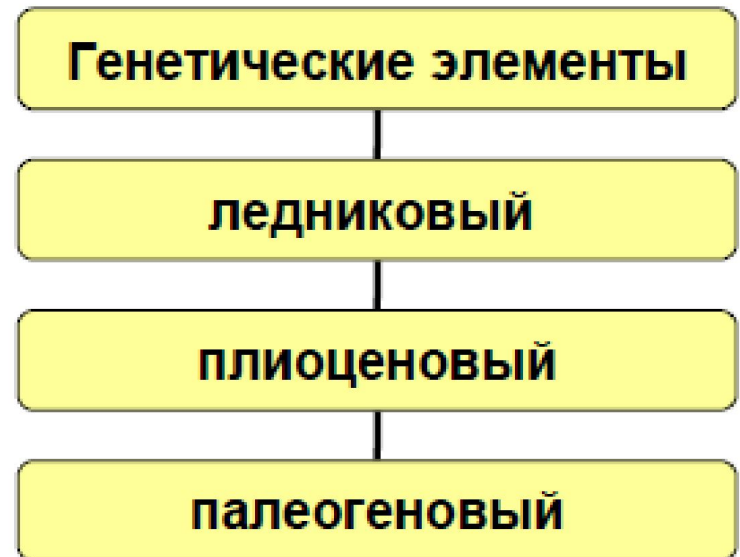 Генетические элементы
ледниковый
плиоценовый
палеогеновый